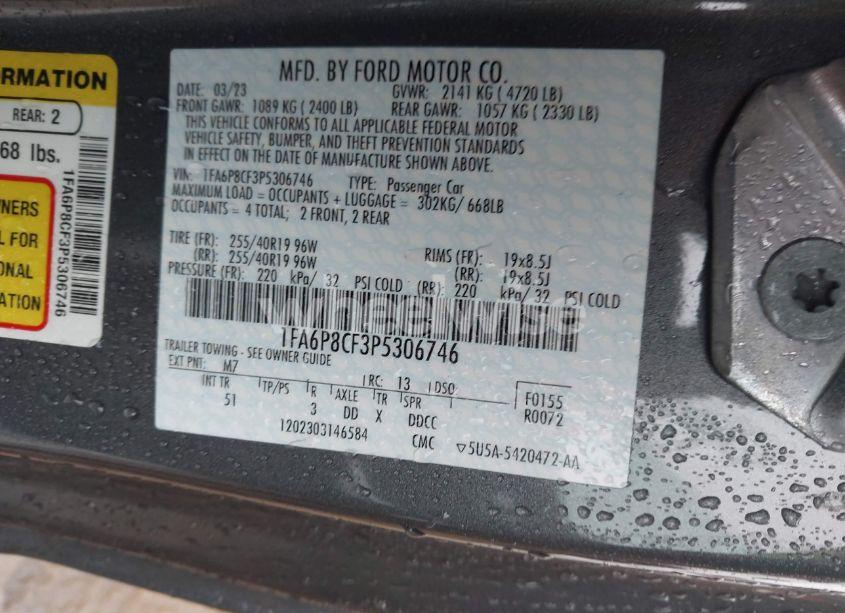 ORMATION
REAR: 2
68 lbs.
1FA6P8CF3P5306746
NERS
L FOR
ONAL
ATION
MFD. BY FORD MOTOR CO.
DATE: 03/23 GVWR: 2141 KG ( 4720 LB)
FRONT GAWR: 1089 KG ( 2400 LB) REAR GAWR: 1057 KG ( 2330 LB)
THIS VEHICLE CONFORMS TO ALL APPLICABLE FEDERAL MOTOR
VEHICLE SAFETY, BUMPER, AND THEFT PREVENTION STANDARDS
IN EFFECT ON THE DATE OF MANUFACTURE SHOWN ABOVE.
VIN: 1FA6P8CF3P5306746 TYPE: Passenger Car
MAXIMUM LOAD = OCCUPANTS + LUGGAGE = 302KG/ 668LB
OCCUPANTS = 4 TOTAL; 2 FRONT, 2 REAR
TIRE (FR): 255/40R19 96W RIMS (FR): 19x8.5J
(RR): 255/40R19 96W (RR): 19x8.5J
PRESSURE (FR): 220 kPa/ 32 PSI COLD (RR): 220 kPa/ 32 PSI COLD
Wheelwise
1FA6P8CF3P5306746
TRAILER TOWING - SEE OWNER GUIDE
EXT PNT: M7 RC: 13 DSO: F0155
INT TR TP/PS R AXLE TR SPR R0072
51 3 DD X DDCC
1202303146584 CMC ▽5U5A-5420472-AA